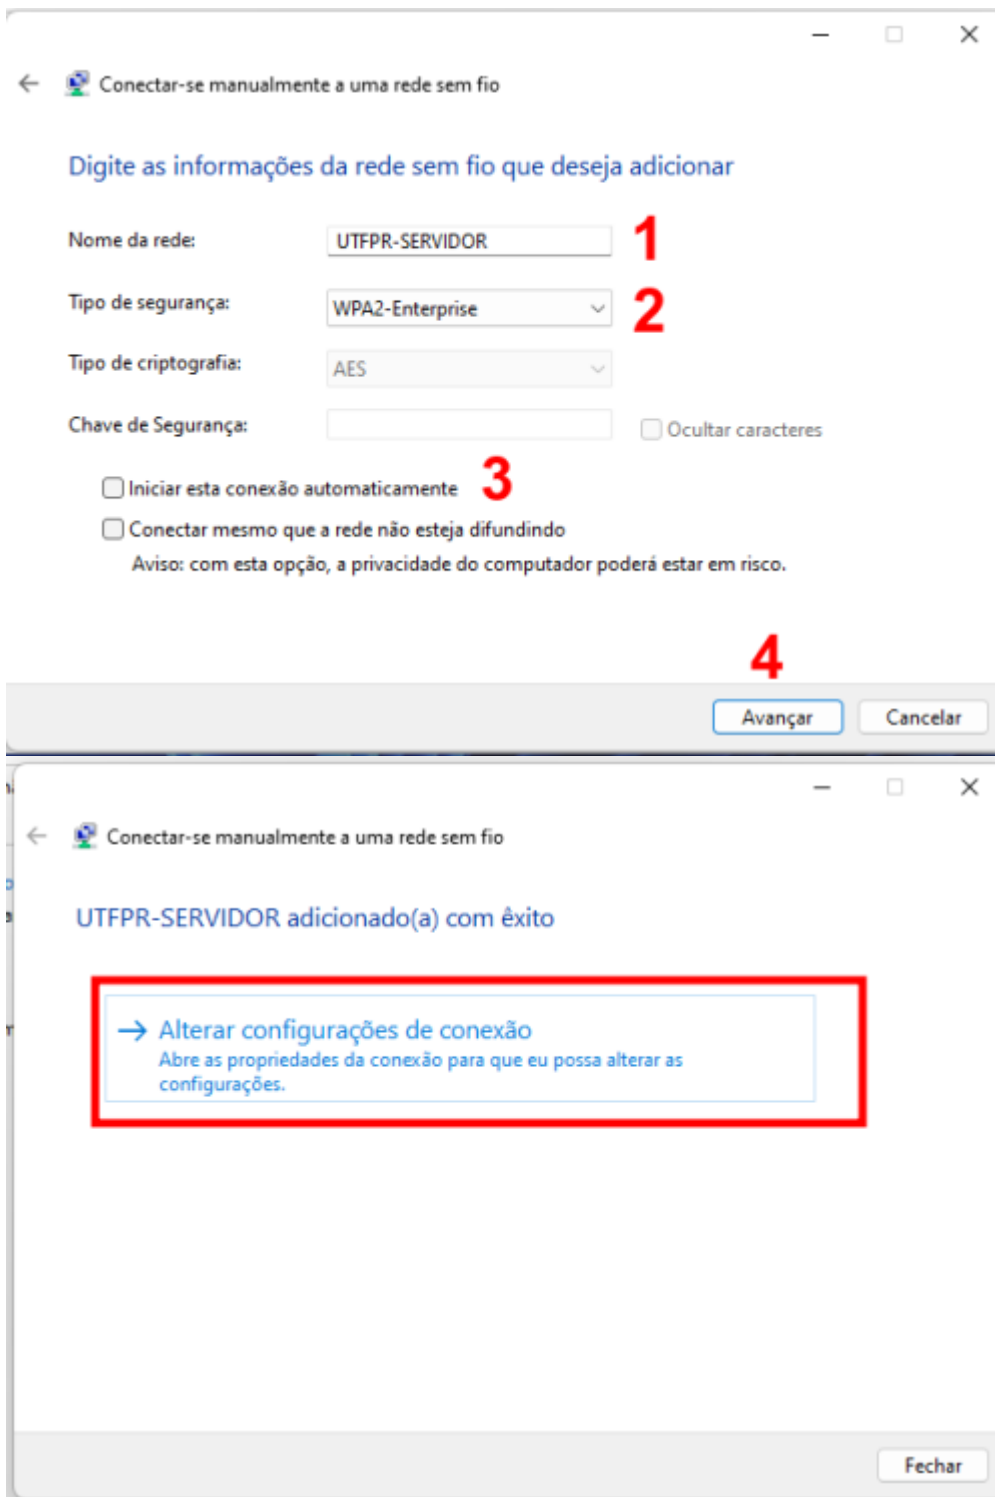 Conectar-se manualmente a uma rede sem fio
Digite as informações da rede sem fio que deseja adicionar
Nome da rede: UTFPR-SERVIDOR 1
Tipo de segurança: WPA2-Enterprise 2
Tipo de criptografia: AES
Chave de Segurança: Ocultar caracteres
Iniciar esta conexão automaticamente 3
Conectar mesmo que a rede não esteja difundindo
Aviso: com esta opção, a privacidade do computador poderá estar em risco.
4
Avançar Cancelar
Conectar-se manualmente a uma rede sem fio
UTFPR-SERVIDOR adicionado(a) com êxito
Alterar configurações de conexão
Abre as propriedades da conexão para que eu possa alterar as
configurações.
Fechar